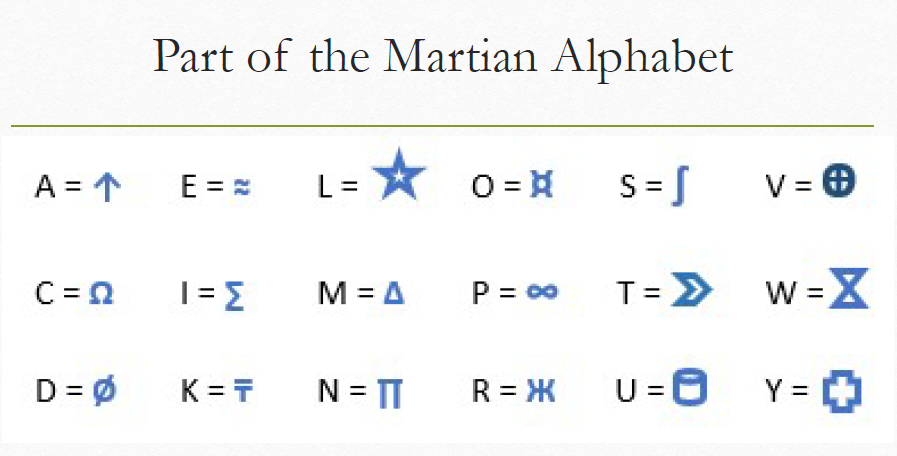 Part of the Martian Alphabet
A = ↑ E = ≈ L = ☆ O = ¤ S = ∫ V = ⊕
C = Ω I = Σ M = Δ P = ∞ T = ⮚ W = ⧖
D = Ø K = ₸ N = Π R = Ж U = ⌭ Y = ✚